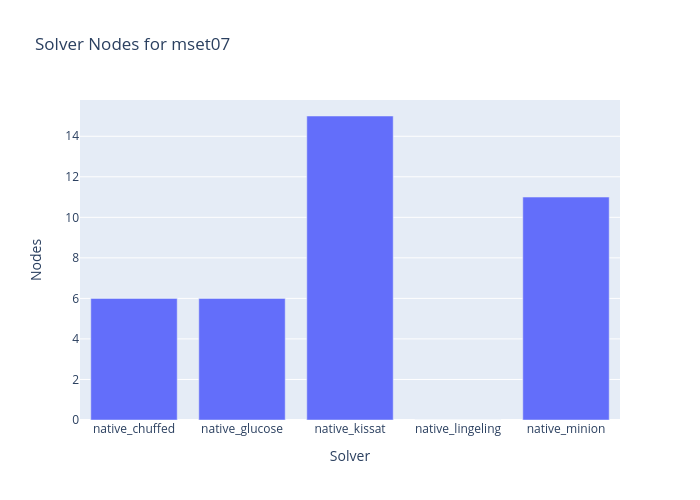 Solver Nodes for mset07
14
12
10
8
6
4
2
0
Nodes
native_chuffed native_glucose native_kissat native_lingeling native_minion
Solver